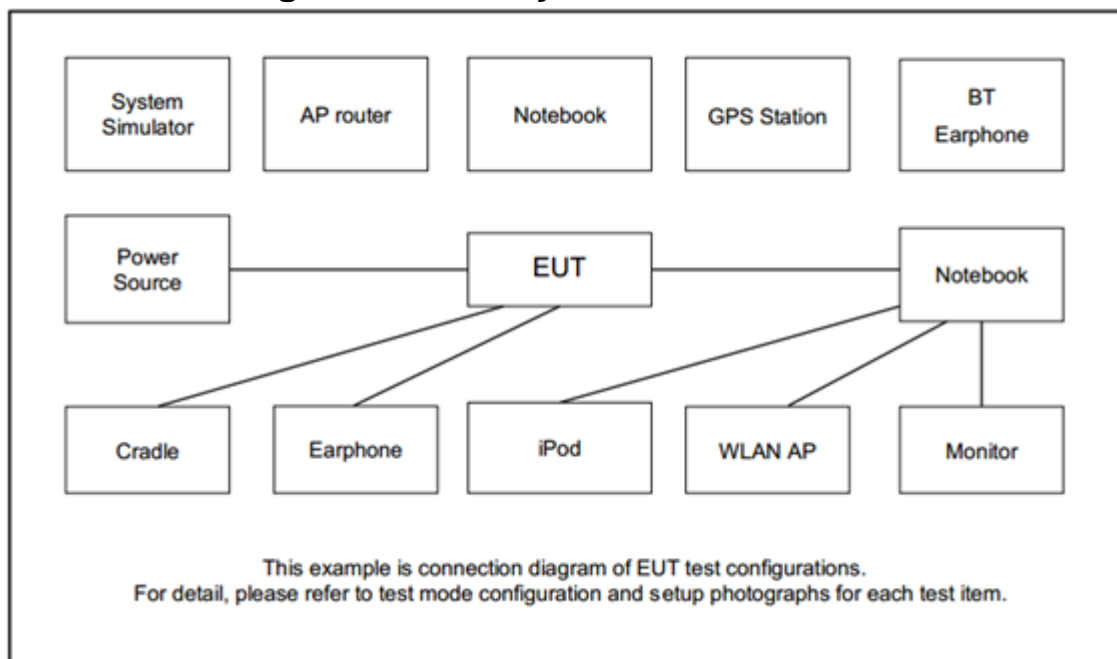 System
Simulator
AP router
Notebook
GPS Station
BT
Earphone
Power
Source
EUT
Notebook
Cradle
Earphone
iPod
WLAN AP
Monitor
This example is connection diagram of EUT test configurations.
For detail, please refer to test mode configuration and setup photographs for each test item.